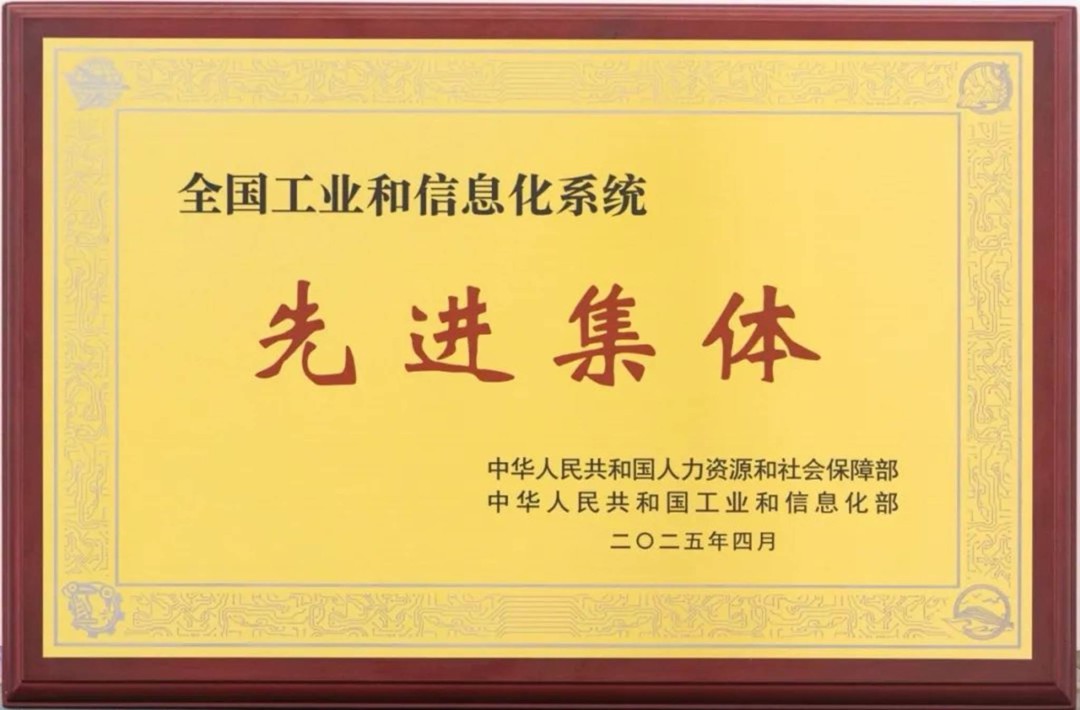 全国工业和信息化系统
先进集体
中华人民共和国人力资源和社会保障部
中华人民共和国工业和信息化部
二〇二五年四月